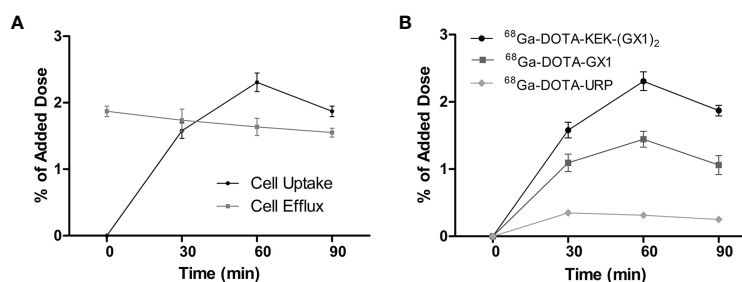 A
3
2
1
0
% of Added Dose
Cell Uptake
Cell Efflux
0 30 60 90
Time (min)
B
3
2
1
0
% of Added Dose
⁶⁸Ga-DOTA-KEK-(GX1)₂
⁶⁸Ga-DOTA-GX1
⁶⁸Ga-DOTA-URP
0 30 60 90
Time (min)